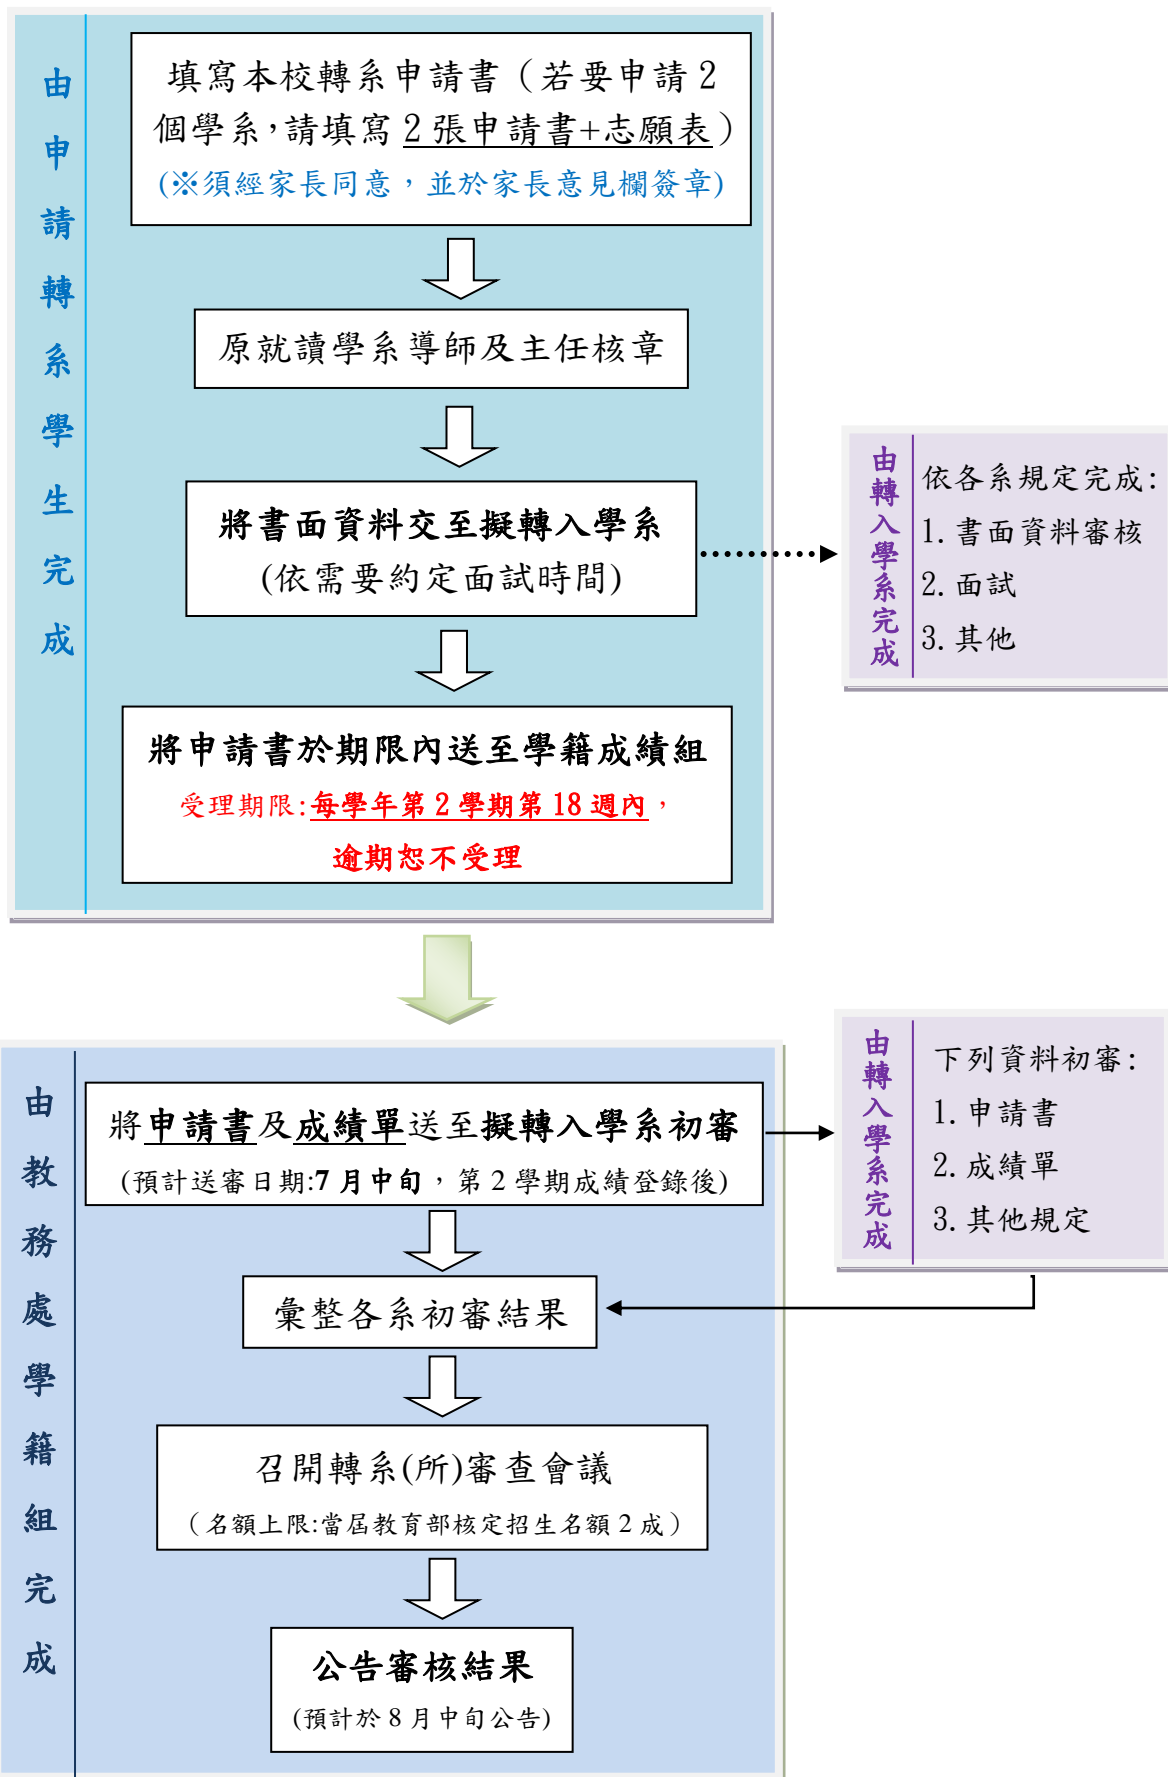 由申請轉系學生完成
填寫本校轉系申請書（若要申請2
個學系，請填寫 2 張申請書+志願表）
(※須經家長同意，並於家長意見欄簽章)
原就讀學系導師及主任核章
將書面資料交至擬轉入學系
(依需要約定面試時間)
由轉入學系完成
依各系規定完成:
1.書面資料審核
2.面試
3.其他
將申請書於期限內送至學籍成績組
受理期限:每學年第 2 學期第 18 週內，
逾期恕不受理
由教務處學籍組完成
將申請書及成績單送至擬轉入學系初審
(預計送審日期:7 月中旬，第 2 學期成績登錄後)
由轉入學系完成
下列資料初審:
1.申請書
2.成績單
3.其他規定
彙整各系初審結果
召開轉系(所)審查會議
（名額上限:當屆教育部核定招生名額 2 成）
公告審核結果
(預計於 8 月中旬公告)